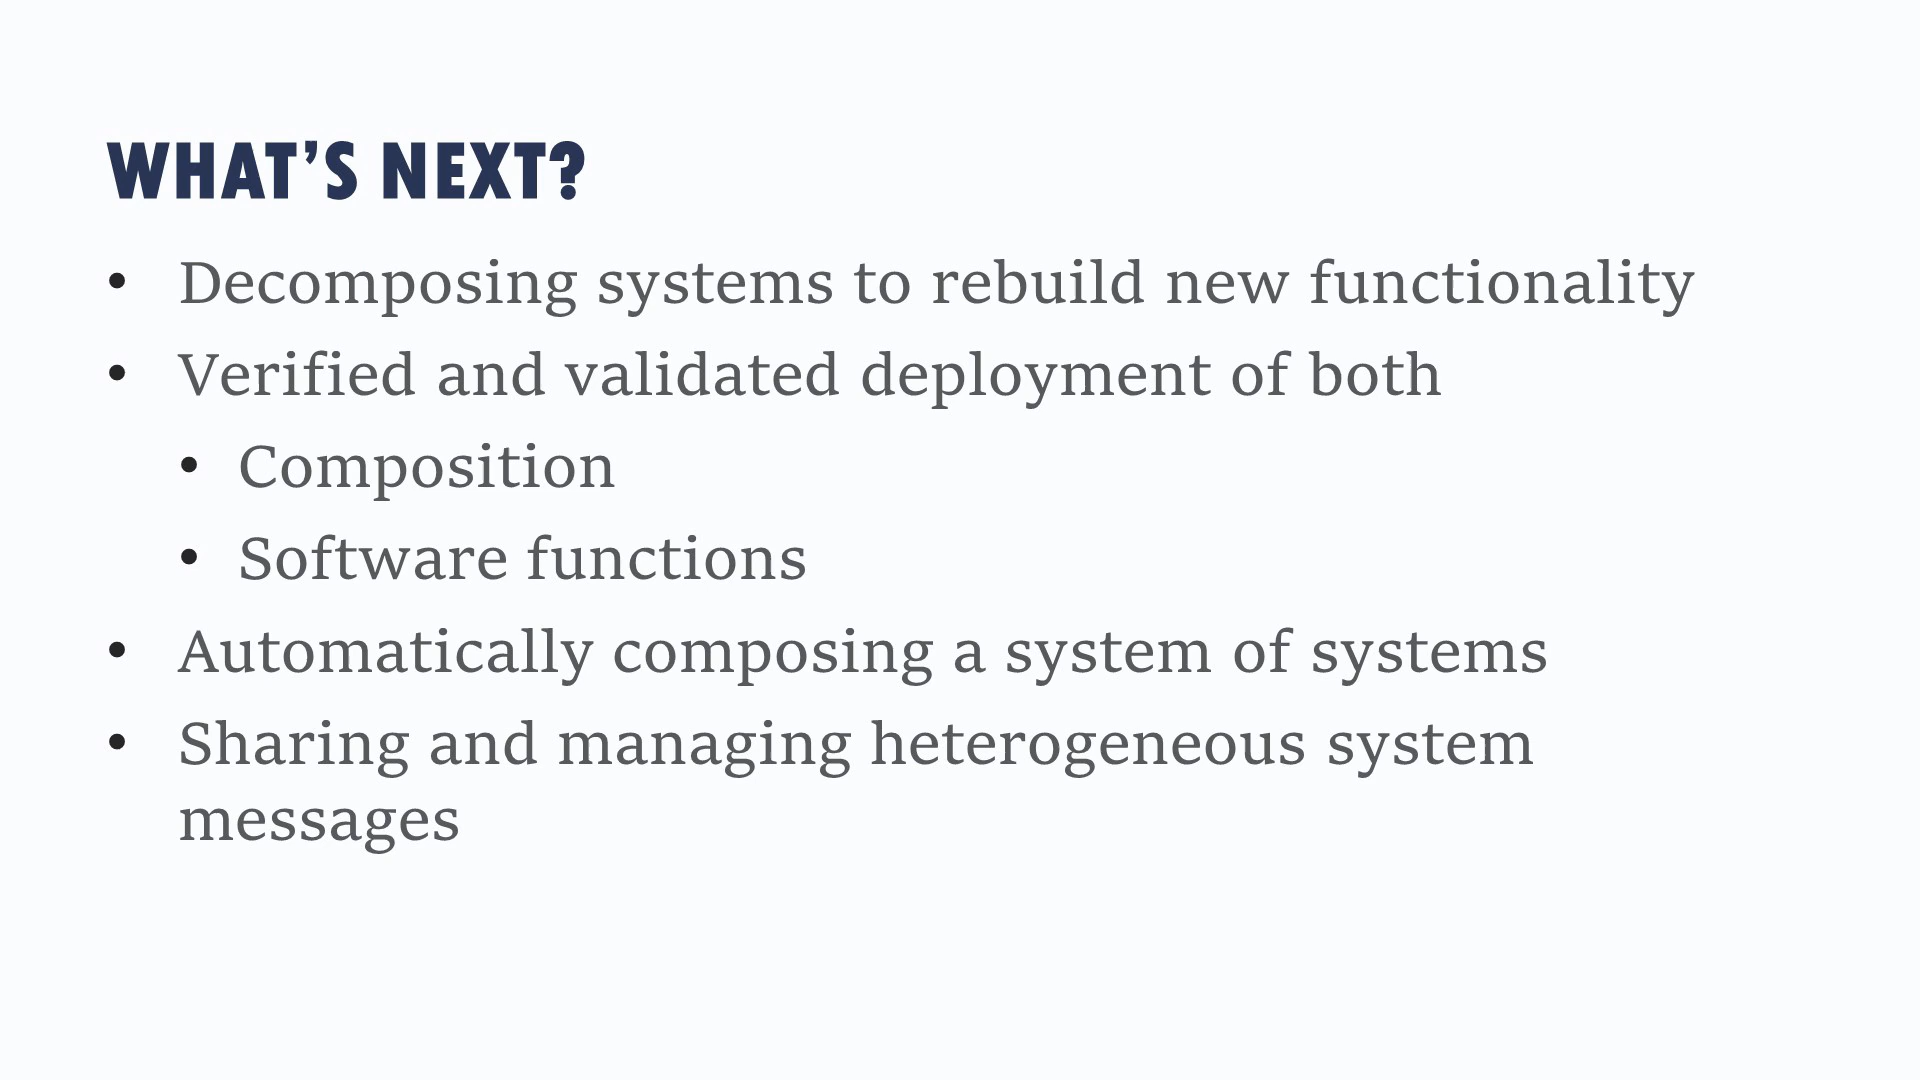 WHAT’S NEXT?
• Decomposing systems to rebuild new functionality
• Verified and validated deployment of both
• Composition
• Software functions
• Automatically composing a system of systems
• Sharing and managing heterogeneous system
messages